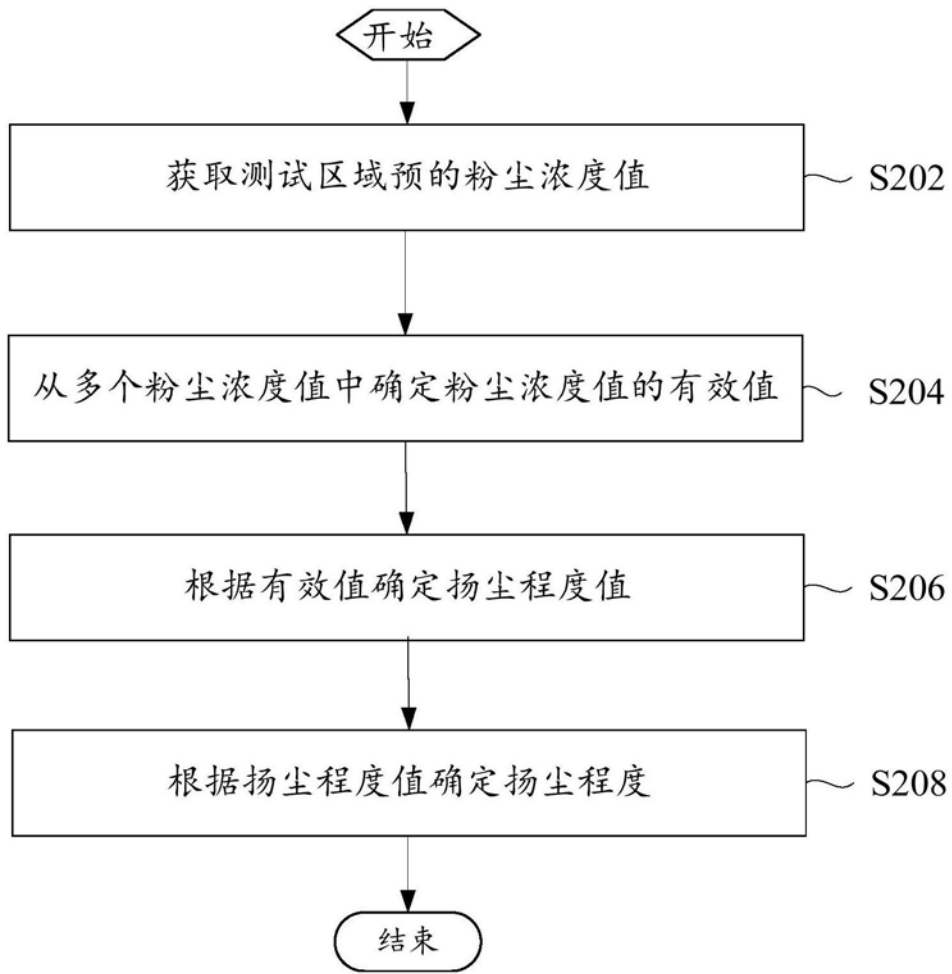 开始
获取测试区域预的粉尘浓度值
S202
从多个粉尘浓度值中确定粉尘浓度值的有效值
S204
根据有效值确定扬尘程度值
S206
根据扬尘程度值确定扬尘程度
S208
结束